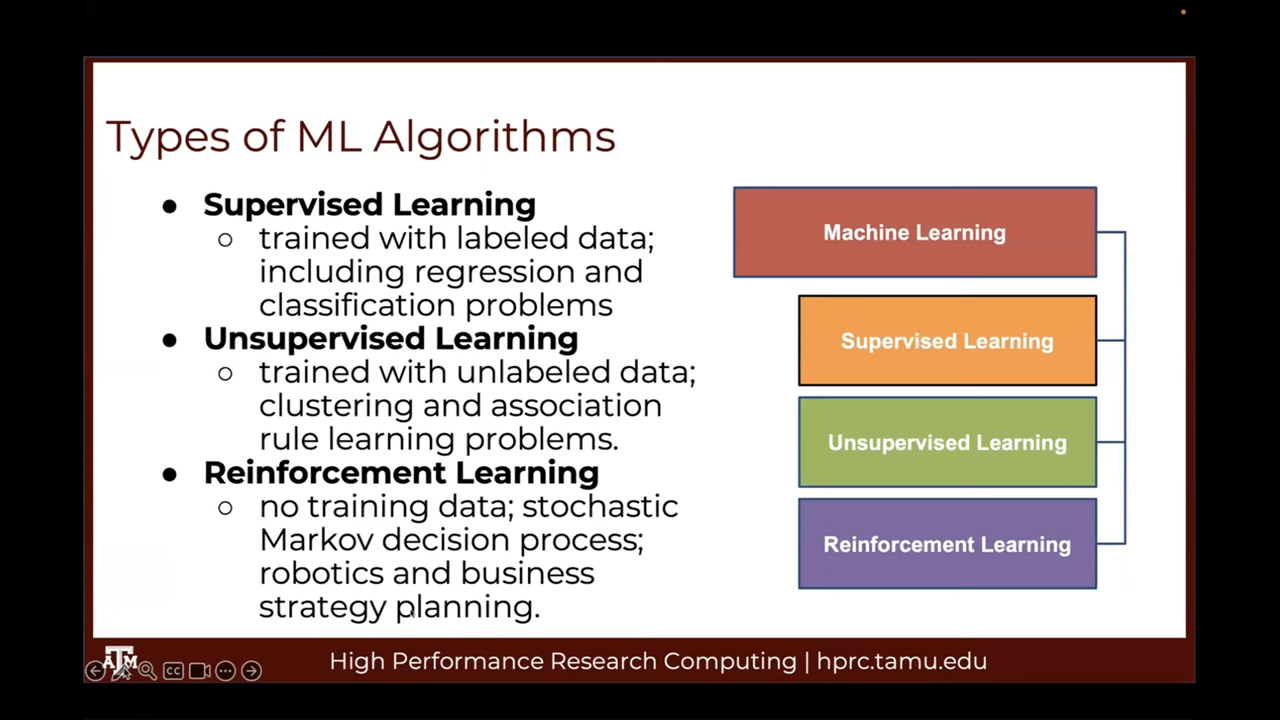 Types of ML Algorithms
● Supervised Learning
○ trained with labeled data;
including regression and
classification problems
● Unsupervised Learning
○ trained with unlabeled data;
clustering and association
rule learning problems.
● Reinforcement Learning
○ no training data; stochastic
Markov decision process;
robotics and business
strategy planning.
Machine Learning
Supervised Learning
Unsupervised Learning
Reinforcement Learning
ATM
CC
High Performance Research Computing | hprc.tamu.edu